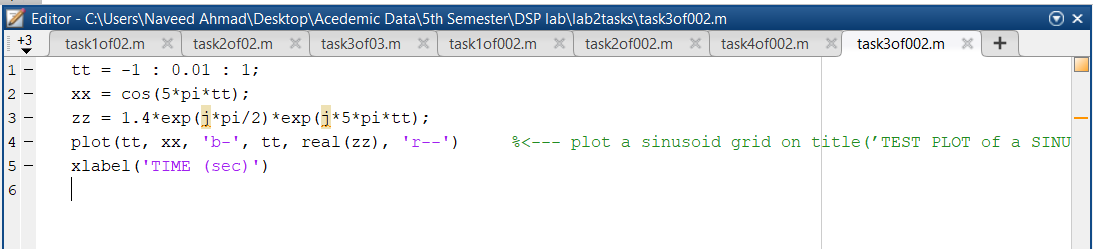 Editor - C:\Users\Naveed Ahmad\Desktop\Acedemic Data\5th Semester\DSP lab\lab2tasks\task3of002.m
+3 task1of02.m task2of02.m task3of03.m task1of002.m task2of002.m task4of002.m task3of002.m
1 tt = -1 : 0.01 : 1;
2 xx = cos(5*pi*tt);
3 zz = 1.4*exp(j*pi/2)*exp(j*5*pi*tt);
4 plot(tt, xx, 'b-', tt, real(zz), 'r--') %<--- plot a sinusoid grid on title(’TEST PLOT of a SINU
5 xlabel('TIME (sec)')
6